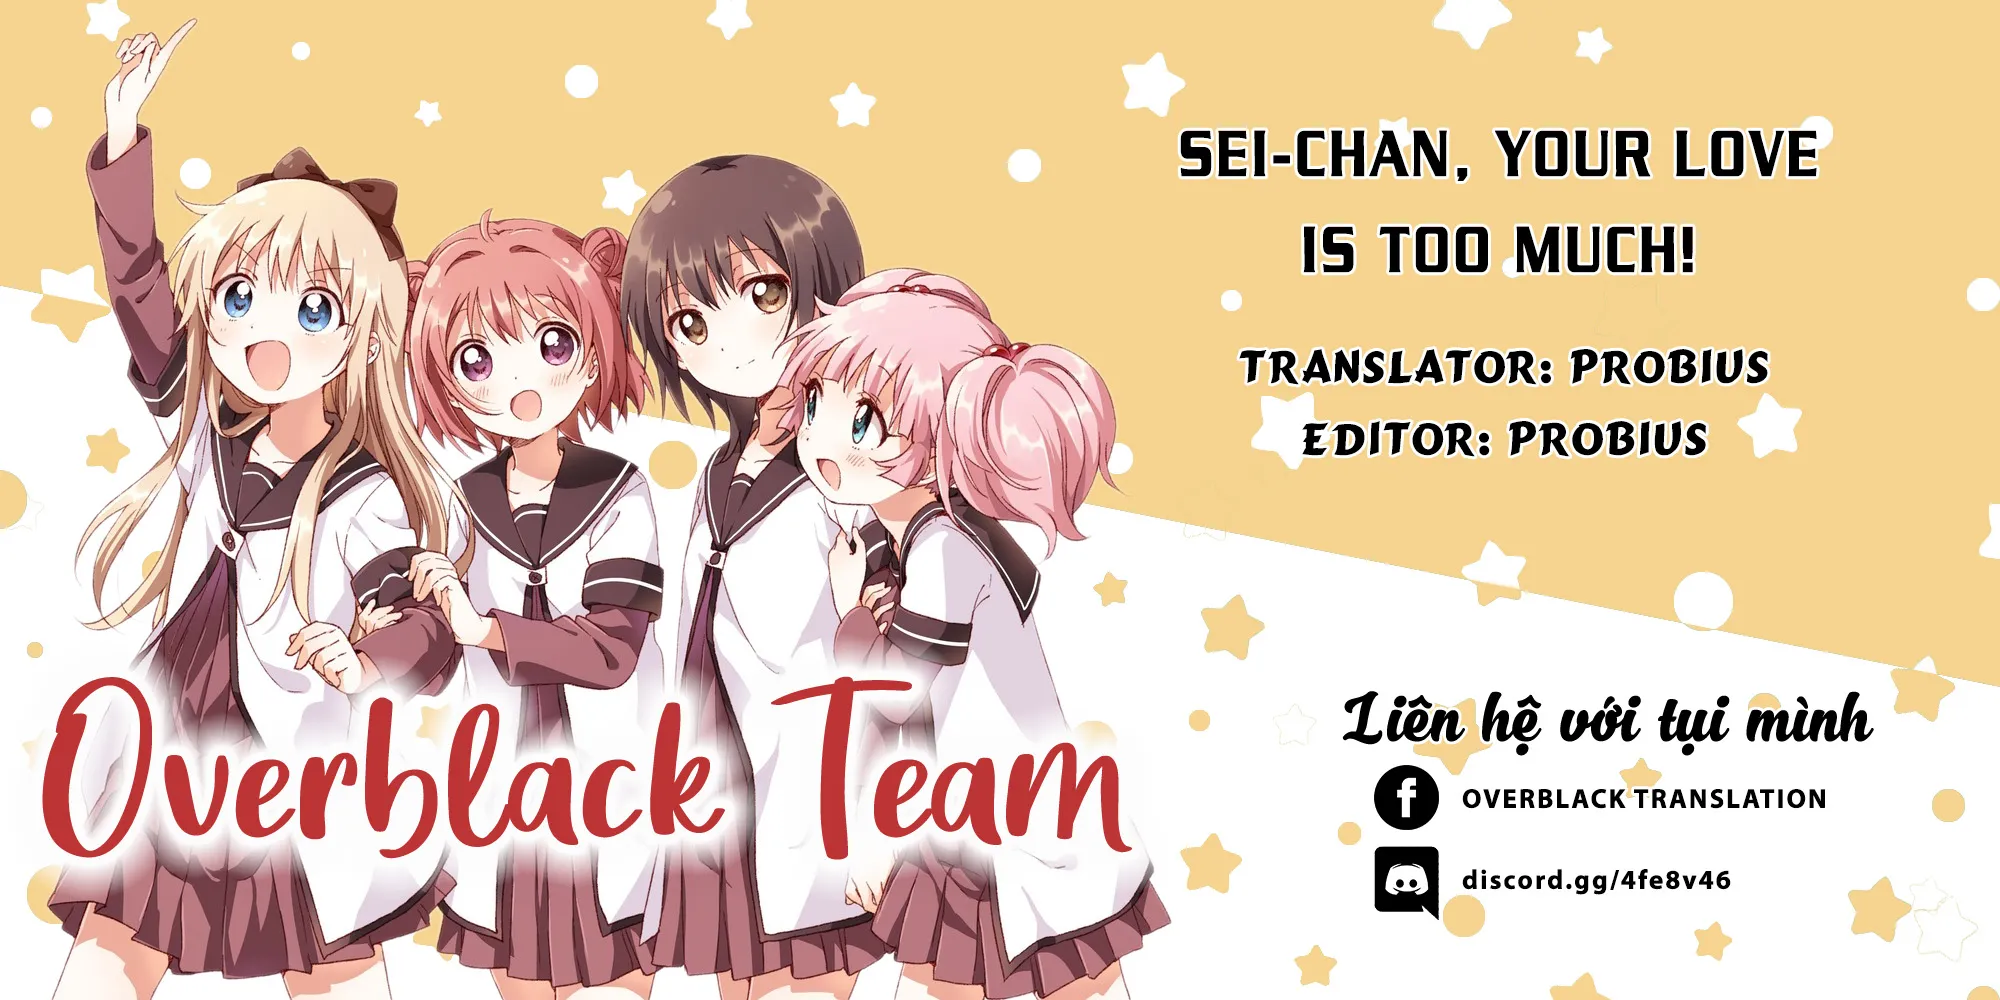 SEI-CHAN, YOUR LOVE
IS TOO MUCH!
TRANSLATOR: PROBIUS
EDITOR: PROBIUS
Overblack Team
Liên hệ với tụi mình
f OVERBLACK TRANSLATION
discord.gg/4fe8v46